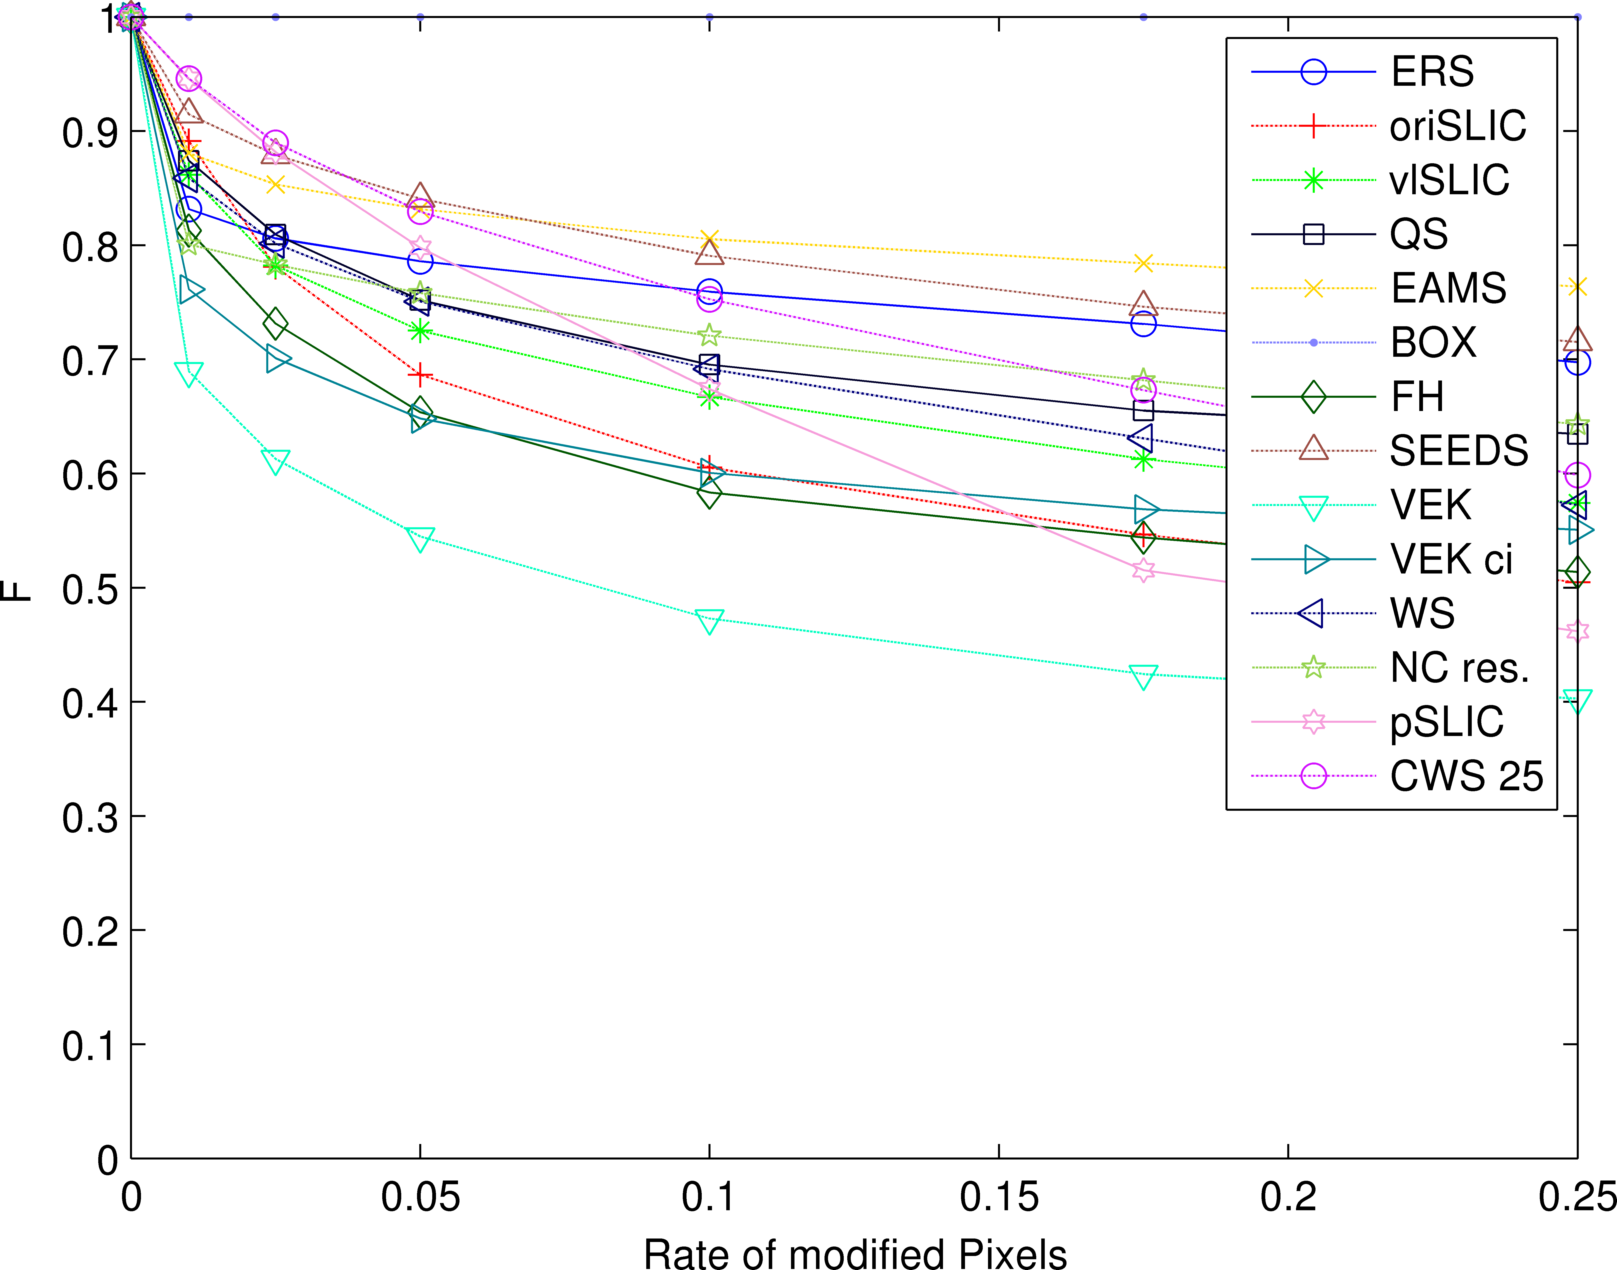 1
0.9
0.8
0.7
0.6
0.5
0.4
0.3
0.2
0.1
0
F
0 0.05 0.1 0.15 0.2 0.25
Rate of modified Pixels
ERS
oriSLIC
vlSLIC
QS
EAMS
BOX
FH
SEEDS
VEK
VEK ci
WS
NC res.
pSLIC
CWS 25